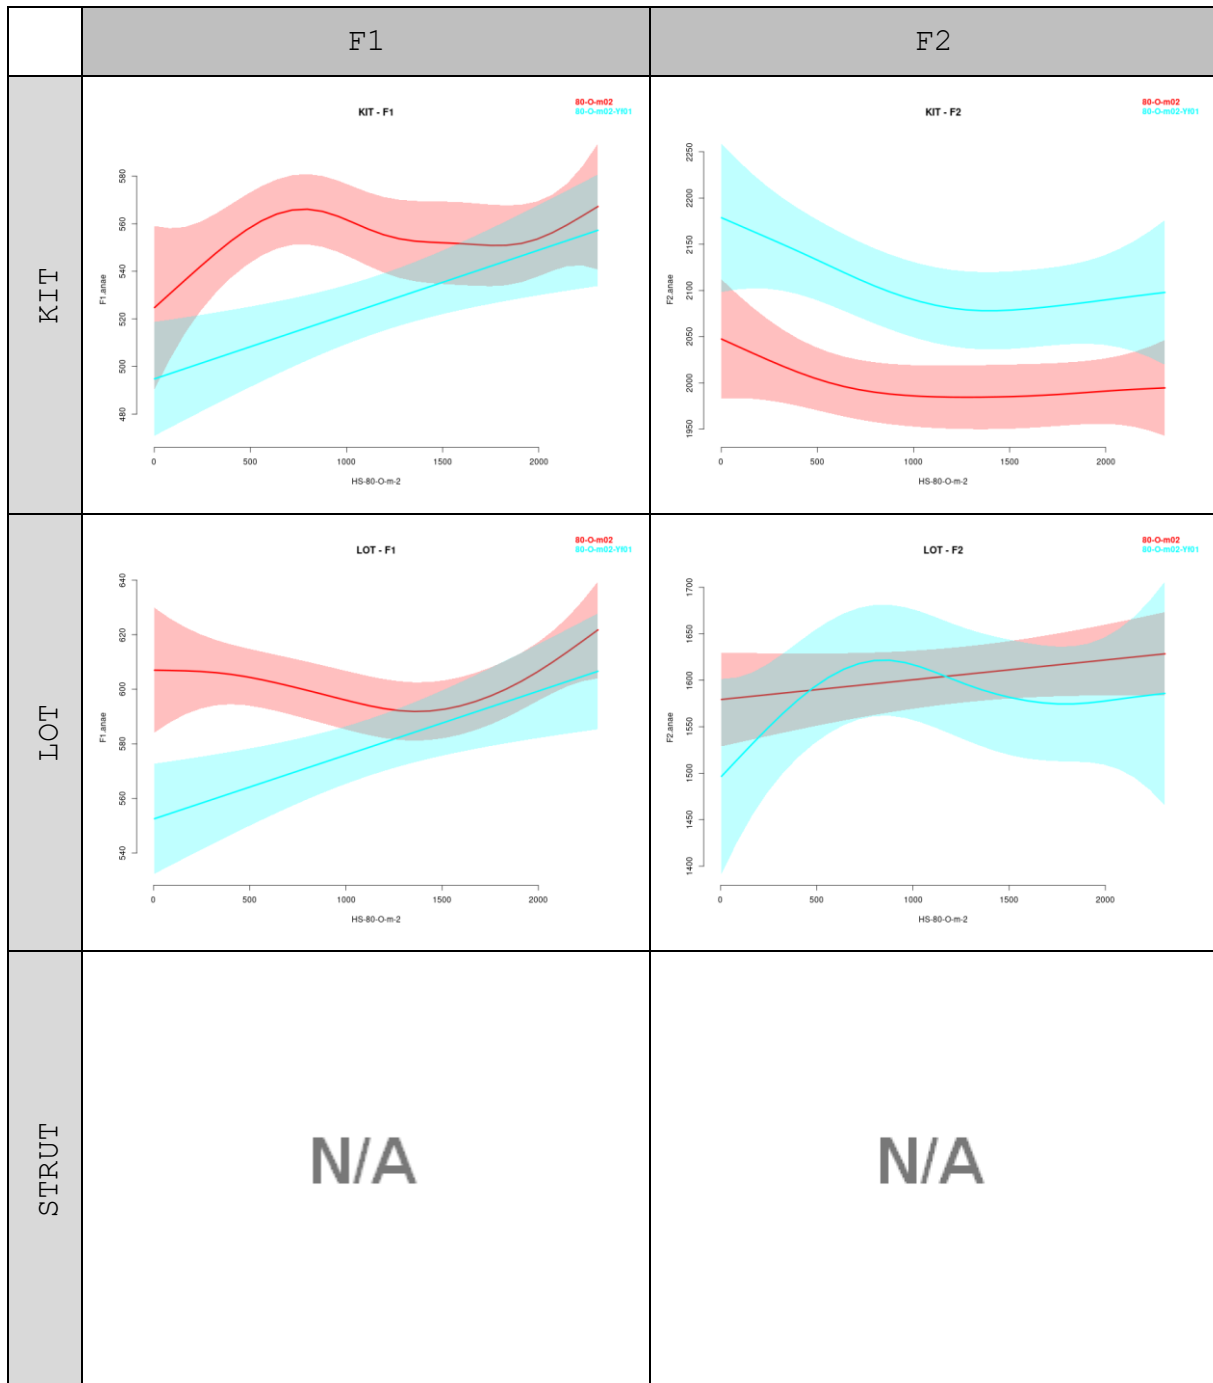 F1
F2
KIT
KIT - F1
80-O-m02
80-O-m02-Yf01
F1.anae
580
560
540
520
500
480
0 500 1000 1500 2000
HS-80-O-m-2
KIT - F2
80-O-m02
80-O-m02-Yf01
F2.anae
2250
2200
2150
2100
2050
2000
1950
0 500 1000 1500 2000
HS-80-O-m-2
LOT
LOT - F1
80-O-m02
80-O-m02-Yf01
F1.anae
640
620
600
580
560
540
0 500 1000 1500 2000
HS-80-O-m-2
LOT - F2
80-O-m02
80-O-m02-Yf01
F2.anae
1700
1650
1600
1550
1500
1450
1400
0 500 1000 1500 2000
HS-80-O-m-2
STRUT
N/A
N/A